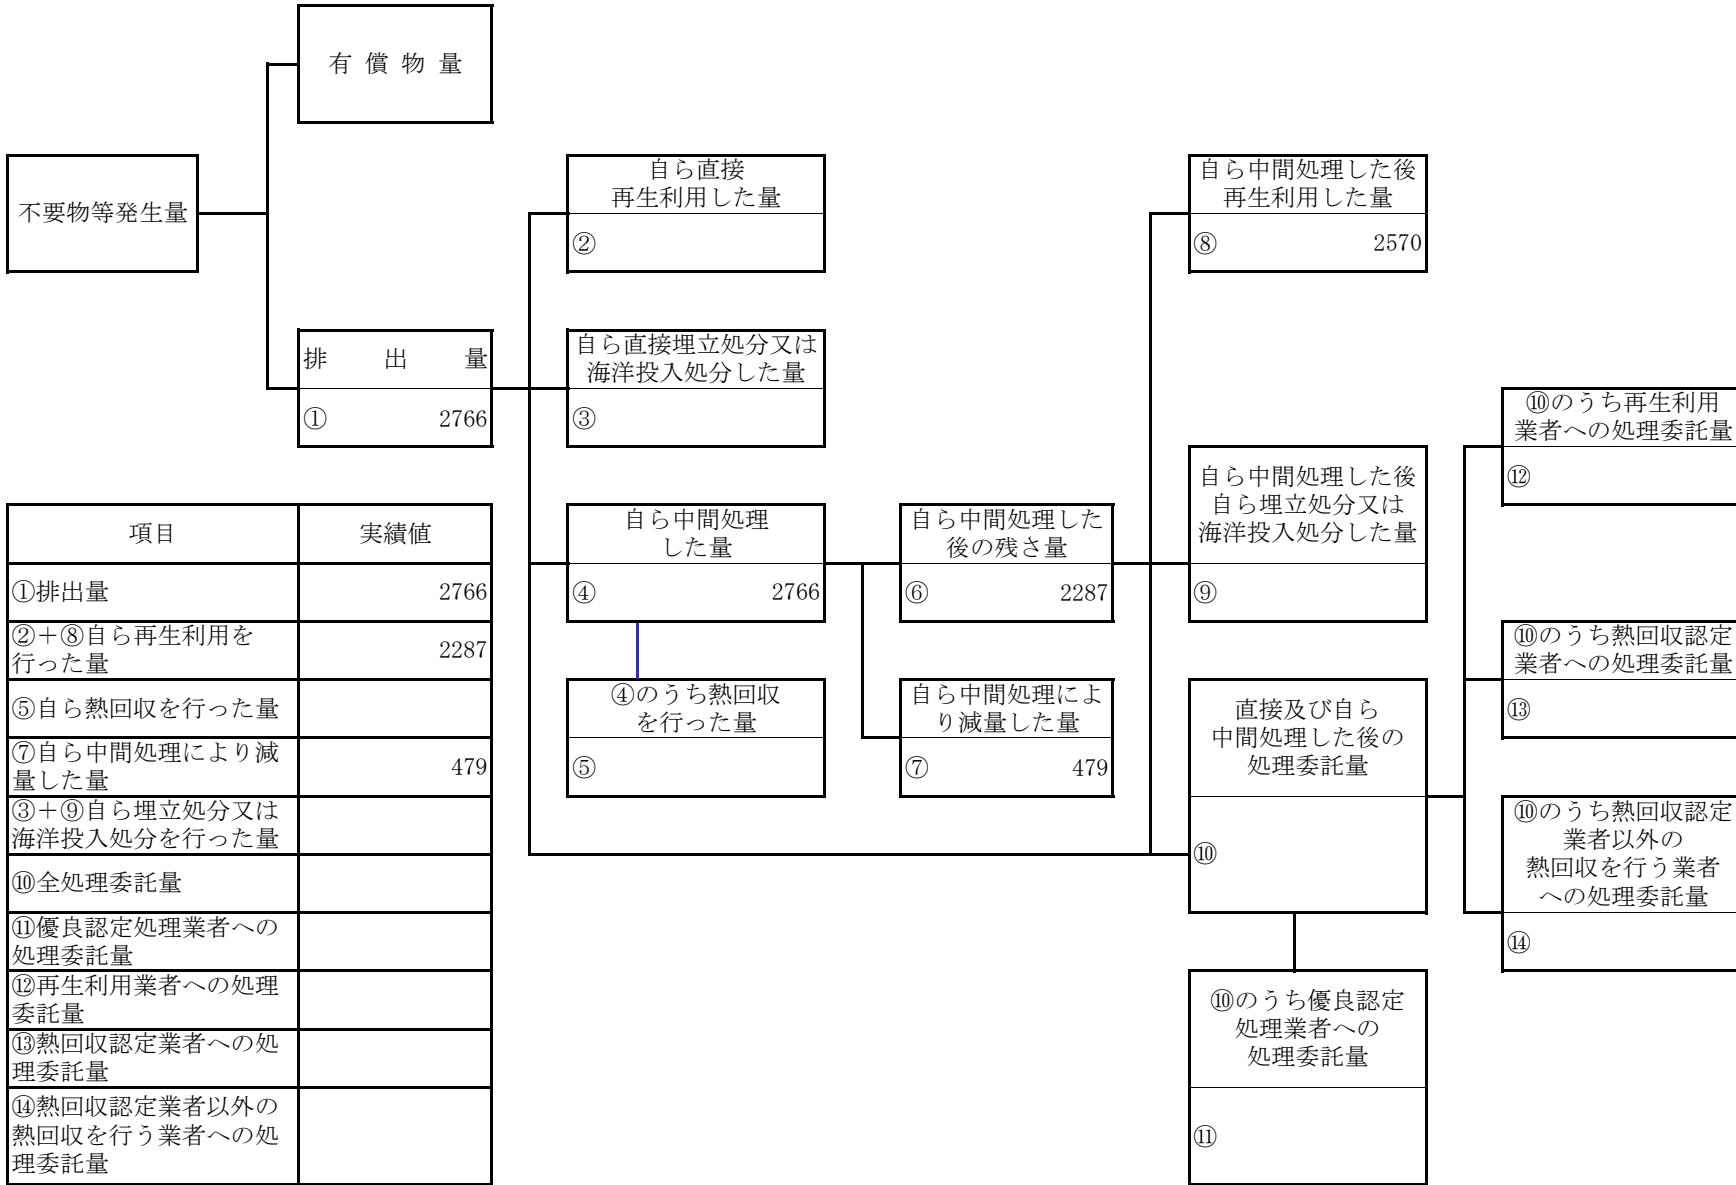 有償物量
不要物等発生量
自ら直接
再生利用した量
②
自ら中間処理した後
再生利用した量
⑧ 2570
排出量
① 2766
自ら直接埋立処分又は
海洋投入処分した量
③
⑩のうち再生利用
業者への処理委託量
⑫
自ら中間処理した後
自ら埋立処分又は
海洋投入処分した量
⑨
自ら中間処理
した量
④ 2766
自ら中間処理した
後の残さ量
⑥ 2287
⑩のうち熱回収認定
業者への処理委託量
⑬
④のうち熱回収
を行った量
⑤
自ら中間処理によ
り減量した量
⑦ 479
直接及び自ら
中間処理した後の
処理委託量
⑩
⑩のうち熱回収認定
業者以外の
熱回収を行う業者
への処理委託量
⑭
⑩のうち優良認定
処理業者への
処理委託量
⑪
項目 実績値
①排出量 2766
②+⑧自ら再生利用を
行った量 2287
⑤自ら熱回収を行った量
⑦自ら中間処理により減
量した量 479
③+⑨自ら埋立処分又は
海洋投入処分を行った量
⑩全処理委託量
⑪優良認定処理業者への
処理委託量
⑫再生利用業者への処理
委託量
⑬熱回収認定業者への処
理委託量
⑭熱回収認定業者以外の
熱回収を行う業者への処
理委託量